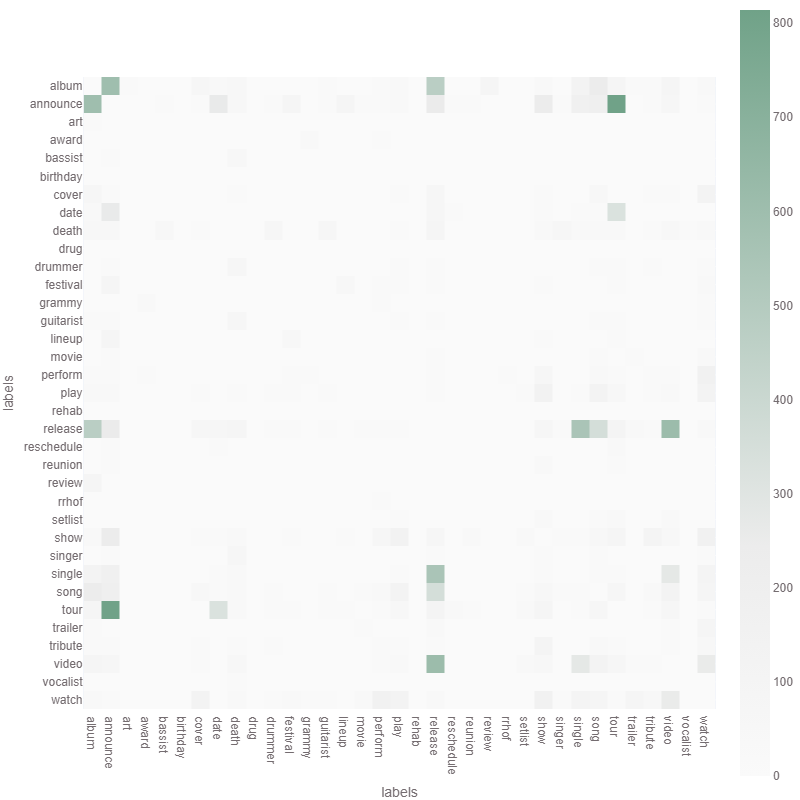 800
album
announce
700
art
award
bassist
birthday
cover
600
date
death
drug
drummer
festival
500
grammy
guitarist
lineup
movie
perform
labels
400
play
rehab
release
reschedule
reunion
300
review
rrhof
setlist
show
singer
200
single
song
tour
trailer
tribute
100
video
vocalist
watch
album announce art award bassist birthday cover date death drug drummer festival grammy guitarist lineup movie perform play rehab release reschedule reunion review rrhof setlist show singer single song tour trailer tribute video vocalist watch
0
labels